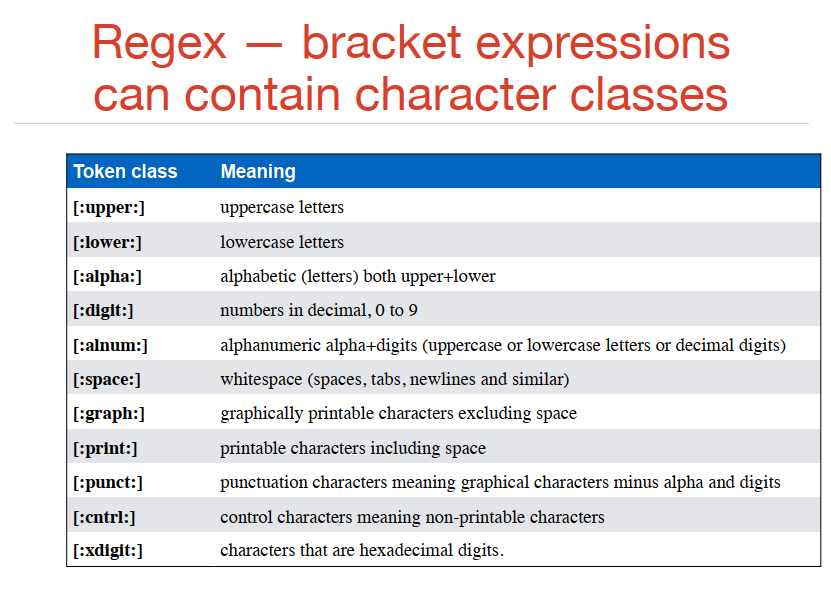 Regex — bracket expressions
can contain character classes
Token class Meaning
[:upper:] uppercase letters
[:lower:] lowercase letters
[:alpha:] alphabetic (letters) both upper+lower
[:digit:] numbers in decimal, 0 to 9
[:alnum:] alphanumeric alpha+digits (uppercase or lowercase letters or decimal digits)
[:space:] whitespace (spaces, tabs, newlines and similar)
[:graph:] graphically printable characters excluding space
[:print:] printable characters including space
[:punct:] punctuation characters meaning graphical characters minus alpha and digits
[:cntrl:] control characters meaning non-printable characters
[:xdigit:] characters that are hexadecimal digits.